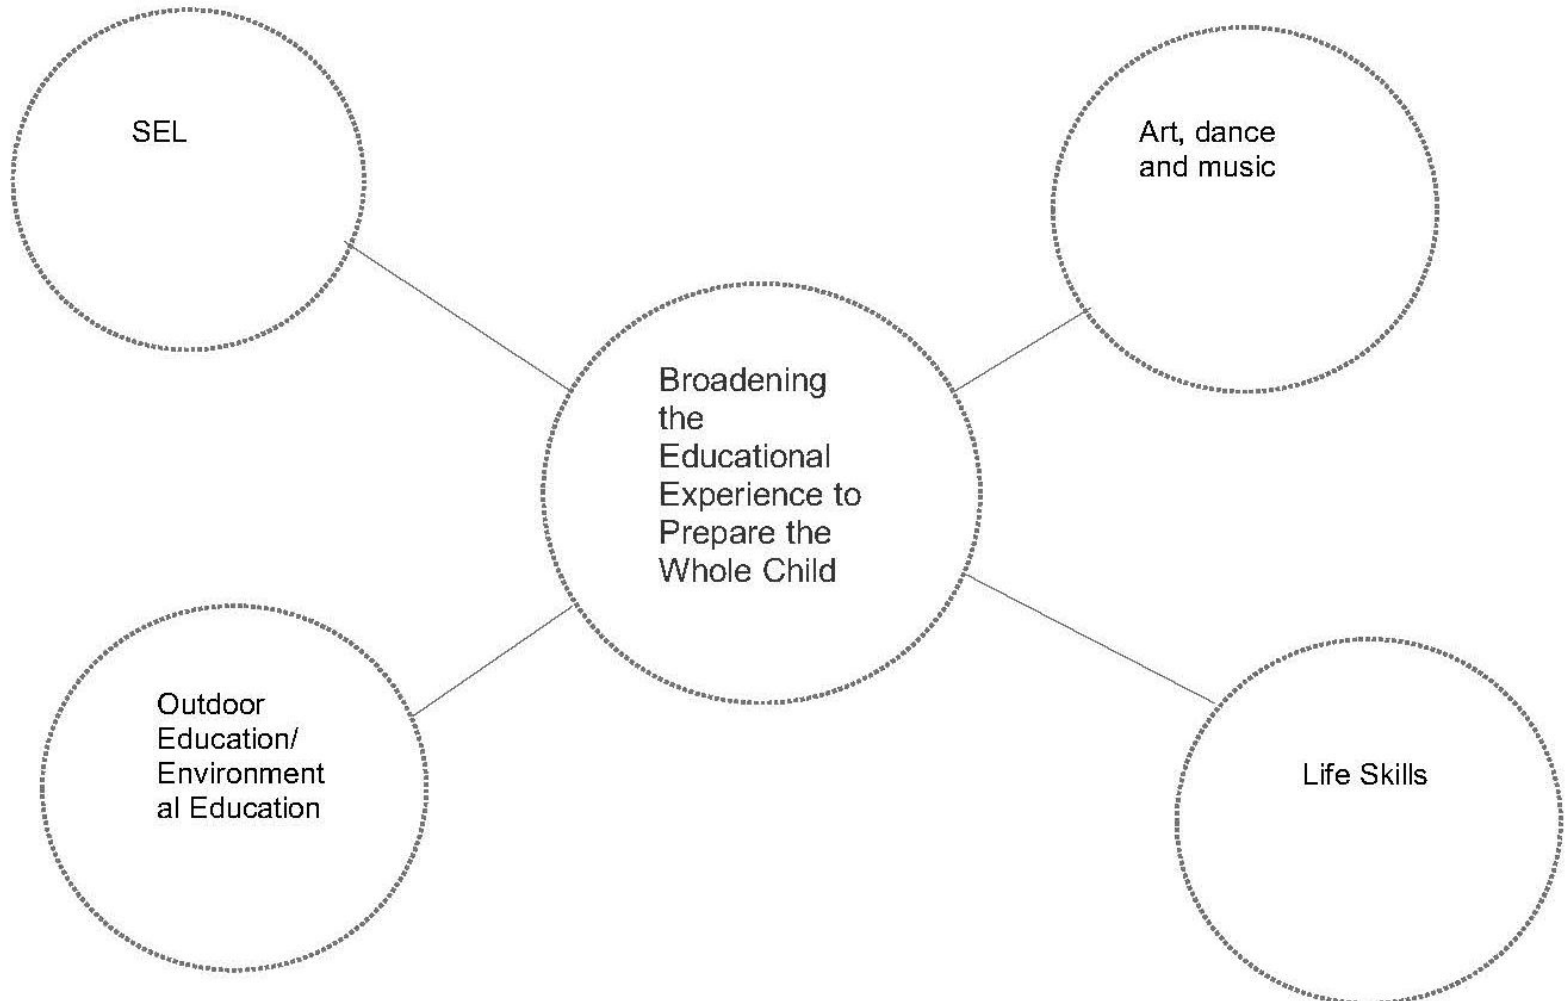 SEL
Art, dance
and music
Broadening
the
Educational
Experience to
Prepare the
Whole Child
Outdoor
Education/
Environment
al Education
Life Skills